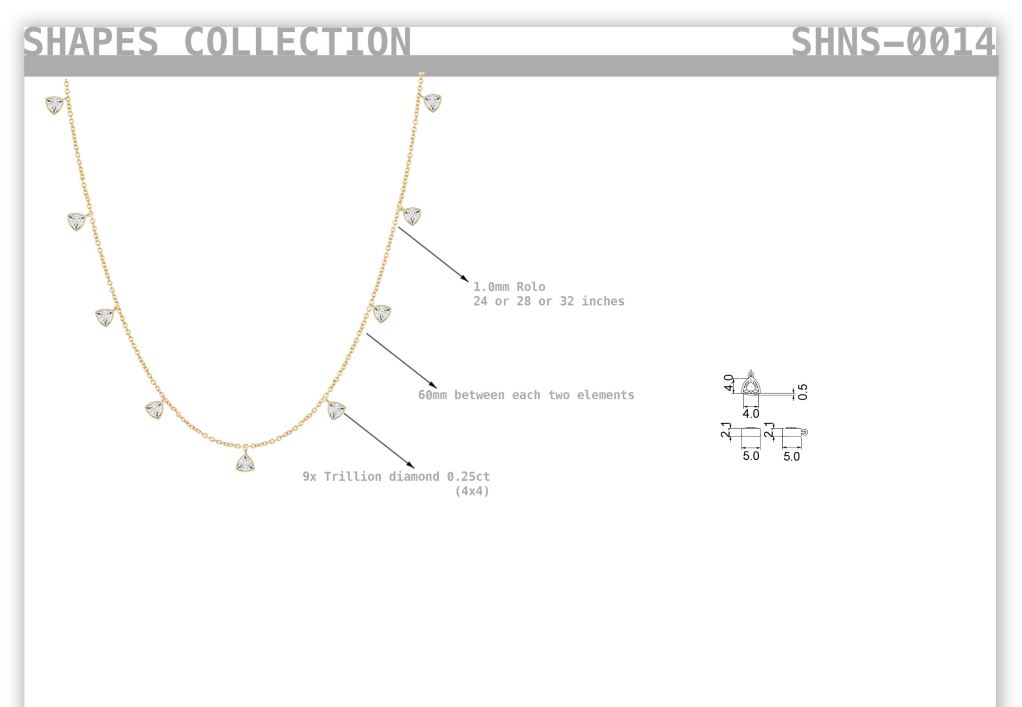 SHAPES COLLECTION
SHNS-0014
1.0mm Rolo
24 or 28 or 32 inches
60mm between each two elements
9x Trillion diamond 0.25ct
(4x4)
4.0
0.5
4.0
2.1
2.1
5.0
5.0